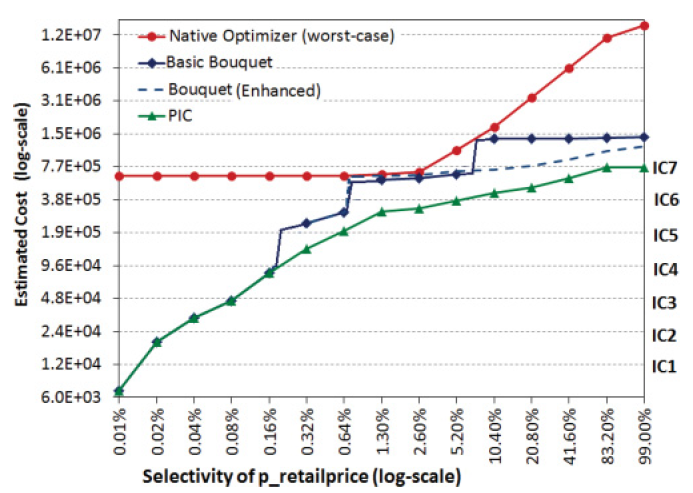 1.2E+07
6.1E+06
3.1E+06
1.5E+06
7.7E+05
3.8E+05
1.9E+05
9.6E+04
4.8E+04
2.4E+04
1.2E+04
6.0E+03
Estimated Cost (log-scale)
Native Optimizer (worst-case)
Basic Bouquet
Bouquet (Enhanced)
PIC
IC7
IC6
IC5
IC4
IC3
IC2
IC1
0.01%
0.02%
0.04%
0.08%
0.16%
0.32%
0.64%
1.30%
2.60%
5.20%
10.40%
20.80%
41.60%
83.20%
99.00%
Selectivity of p_retailprice (log-scale)